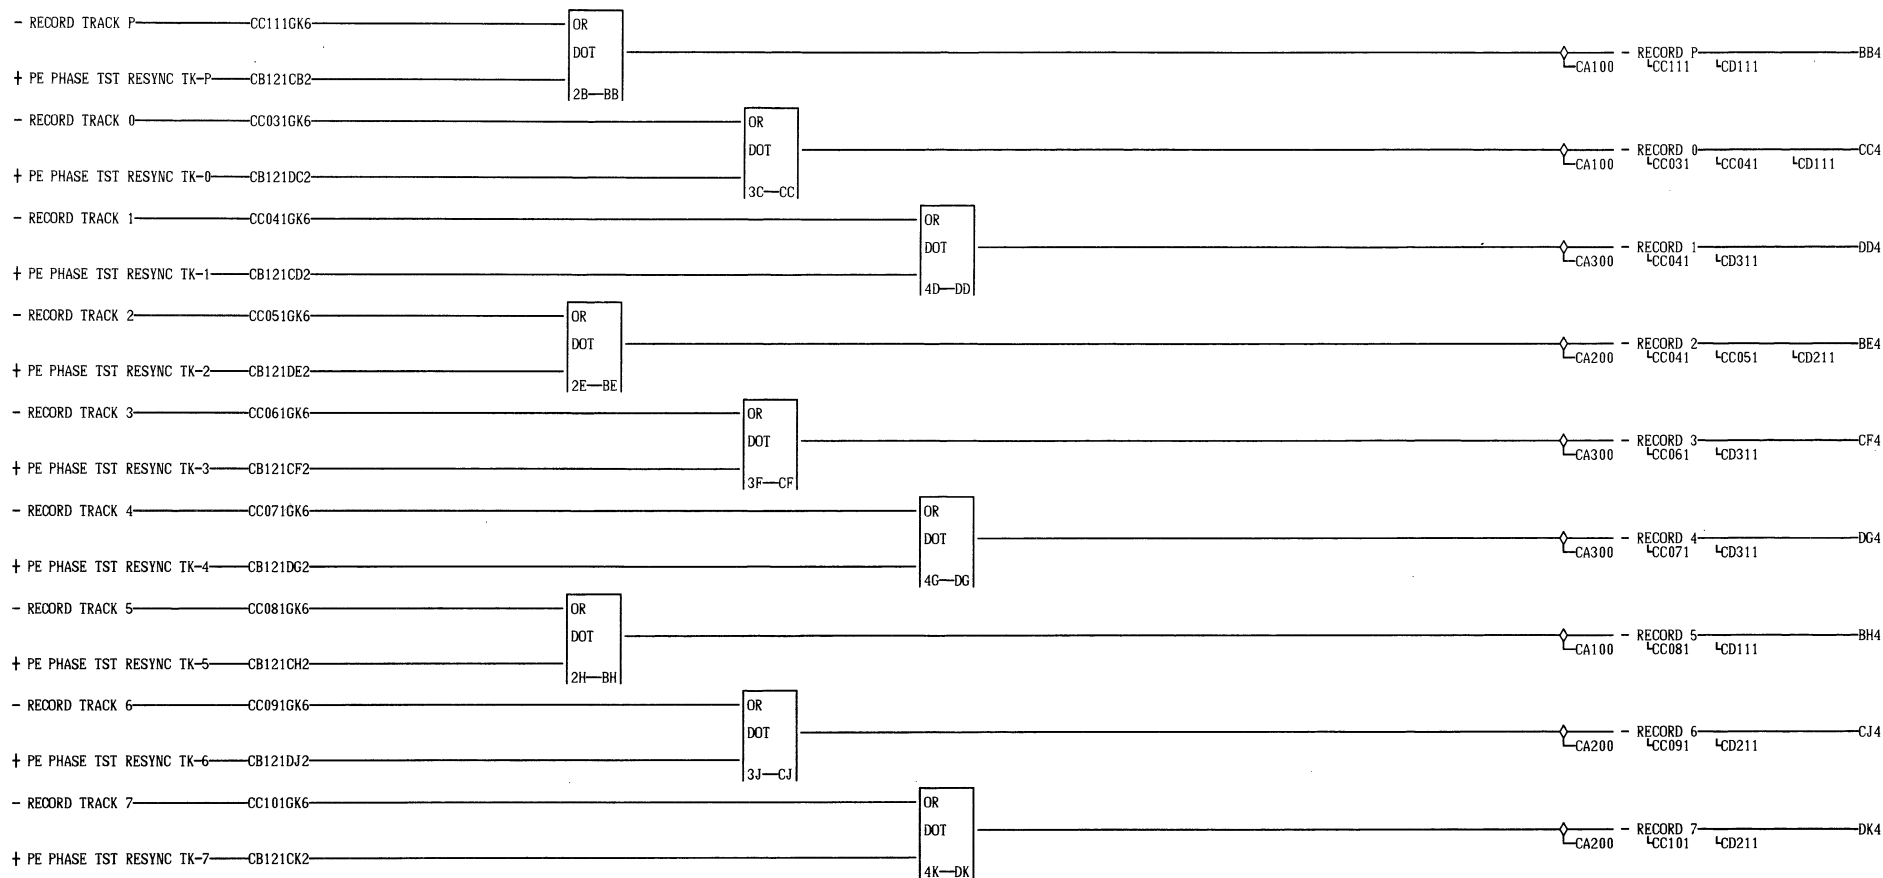 - RECORD TRACK P CC111GK6 OR
DOT - RECORD P BB4
CA100 CC111 CD111
+ PE PHASE TST RESYNC TK-P CB121CB2
2B BB
- RECORD TRACK 0 CC031GK6 OR
DOT - RECORD 0 CC4
CA100 CC031 CC041 CD111
+ PE PHASE TST RESYNC TK-0 CB121DC2
3C CC
- RECORD TRACK 1 CC041GK6 OR
DOT - RECORD 1 DD4
CA300 CC041 CD311
+ PE PHASE TST RESYNC TK-1 CB121CD2
4D DD
- RECORD TRACK 2 CC051GK6 OR
DOT - RECORD 2 BE4
CA200 CC041 CC051 CD211
+ PE PHASE TST RESYNC TK-2 CB121DE2
2E BE
- RECORD TRACK 3 CC061GK6 OR
DOT - RECORD 3 CF4
CA300 CC061 CD311
+ PE PHASE TST RESYNC TK-3 CB121CF2
3F CF
- RECORD TRACK 4 CC071GK6 OR
DOT - RECORD 4 DG4
CA300 CC071 CD311
+ PE PHASE TST RESYNC TK-4 CB121DG2
4G DG
- RECORD TRACK 5 CC081GK6 OR
DOT - RECORD 5 BH4
CA100 CC081 CD111
+ PE PHASE TST RESYNC TK-5 CB121CH2
2H BH
- RECORD TRACK 6 CC091GK6 OR
DOT - RECORD 6 CJ4
CA200 CC091 CD211
+ PE PHASE TST RESYNC TK-6 CB121DJ2
3J CJ
- RECORD TRACK 7 CC101GK6 OR
DOT - RECORD 7 DK4
CA200 CC101 CD211
+ PE PHASE TST RESYNC TK-7 CB121CK2
4K DK